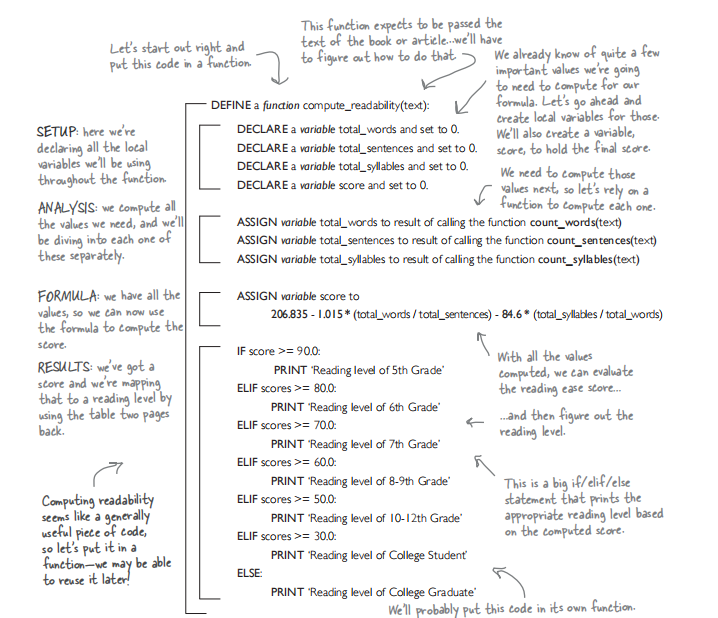 This function expects to be passed the
text of the book or article...we'll have
to figure out how to do that.
Let's start out right and
put this code in a function.
We already know of quite a few
important values we're going
to need to compute for our
formula. Let's go ahead and
create local variables for those.
We'll also create a variable,
score, to hold the final score.
DEFINE a function compute_readability(text):
SETUP: here we're
declaring all the local
variables we'll be using
throughout the function.
DECLARE a variable total_words and set to 0.
DECLARE a variable total_sentences and set to 0.
DECLARE a variable total_syllables and set to 0.
DECLARE a variable score and set to 0.
We need to compute those
values next, so let's rely on a
function to compute each one.
ANALYSIS: we compute all
the values we need, and we'll
be diving into each one of
these separately.
ASSIGN variable total_words to result of calling the function count_words(text)
ASSIGN variable total_sentences to result of calling the function count_sentences(text)
ASSIGN variable total_syllables to result of calling the function count_syllables(text)
FORMULA: we have all the
values, so we can now use
the formula to compute the
score.
ASSIGN variable score to
206.835 - 1.015 * (total_words / total_sentences) - 84.6 * (total_syllables / total_words)
RESULTS: we've got a
score and we're mapping
that to a reading level by
using the table two pages
back.
IF score >= 90.0:
PRINT 'Reading level of 5th Grade'
ELIF scores >= 80.0:
PRINT 'Reading level of 6th Grade'
ELIF scores >= 70.0:
PRINT 'Reading level of 7th Grade'
ELIF scores >= 60.0:
PRINT 'Reading level of 8-9th Grade'
ELIF scores >= 50.0:
PRINT 'Reading level of 10-12th Grade'
ELIF scores >= 30.0:
PRINT 'Reading level of College Student'
ELSE:
PRINT 'Reading level of College Graduate'
With all the values
computed, we can evaluate
the reading ease score...
...and then figure out the
reading level.
This is a big if/elif/else
statement that prints the
appropriate reading level based
on the computed score.
Computing readability
seems like a generally
useful piece of code,
so let's put it in a
function—we may be able
to reuse it later!
We'll probably put this code in its own function.